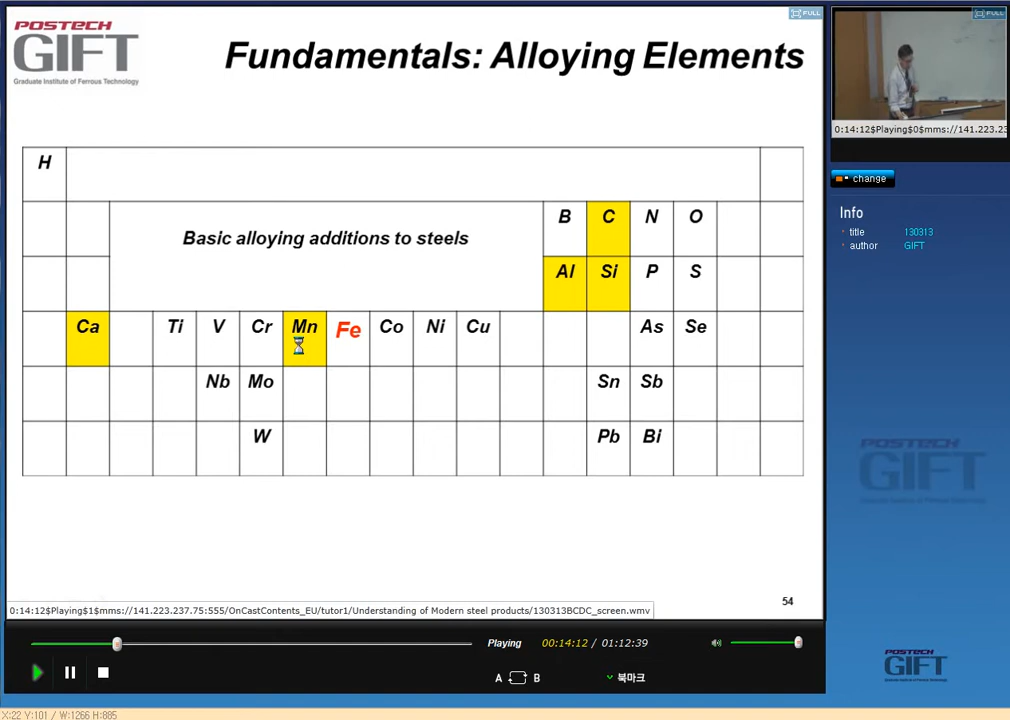 POSTECH
GIFT
Graduate Institute of Ferrous Technology
Fundamentals: Alloying Elements
FULL
FULL
0:14:12$Playing$0$mms://141.223.23
change
Info
title 130313
author GIFT
H
Basic alloying additions to steels
B C N O
Al Si P S
Ca Ti V Cr Mn Fe Co Ni Cu As Se
Nb Mo Sn Sb
W Pb Bi
POSTECH
GIFT
54
0:14:12$Playing$1$mms://141.223.237.75:555/OnCastContents_EU/tutor1/Understanding of Modern steel products/130313BCDC_screen.wmv
Playing 00:14:12 / 01:12:39
A B 북마크
POSTECH
GIFT
X:22 Y:101 / W:1266 H:885